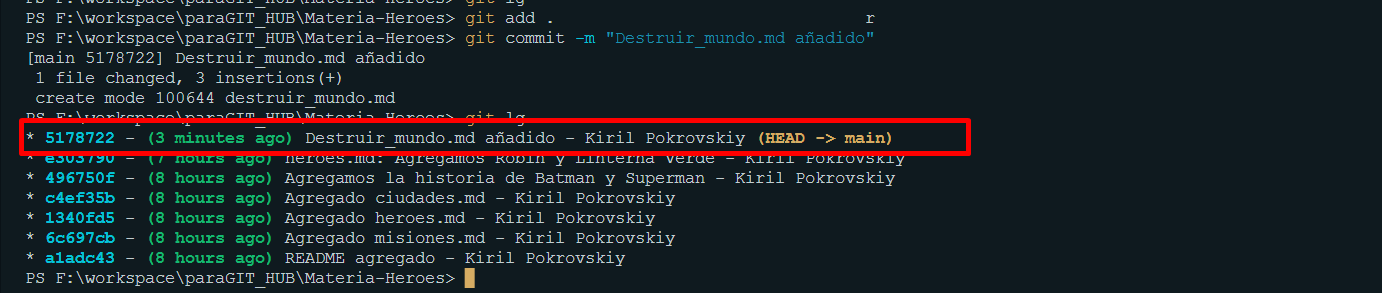 PS F:\workspace\paraGIT_HUB\Materia-Heroes> git lg
PS F:\workspace\paraGIT_HUB\Materia-Heroes> git add . r
PS F:\workspace\paraGIT_HUB\Materia-Heroes> git commit -m "Destruir_mundo.md añadido"
[main 5178722] Destruir_mundo.md añadido
1 file changed, 3 insertions(+)
create mode 100644 destruir_mundo.md
PS F:\workspace\paraGIT_HUB\Materia-Heroes> git lg
* 5178722 - (3 minutes ago) Destruir_mundo.md añadido - Kiril Pokrovskiy (HEAD -> main)
* e303790 - (7 hours ago) heroes.md: Agregamos Robin y Linterna Verde - Kiril Pokrovskiy
* 496750f - (8 hours ago) Agregamos la historia de Batman y Superman - Kiril Pokrovskiy
* c4ef35b - (8 hours ago) Agregado ciudades.md - Kiril Pokrovskiy
* 1340fd5 - (8 hours ago) Agregado heroes.md - Kiril Pokrovskiy
* 6c697cb - (8 hours ago) Agregado misiones.md - Kiril Pokrovskiy
* a1adc43 - (8 hours ago) README agregado - Kiril Pokrovskiy
PS F:\workspace\paraGIT_HUB\Materia-Heroes>